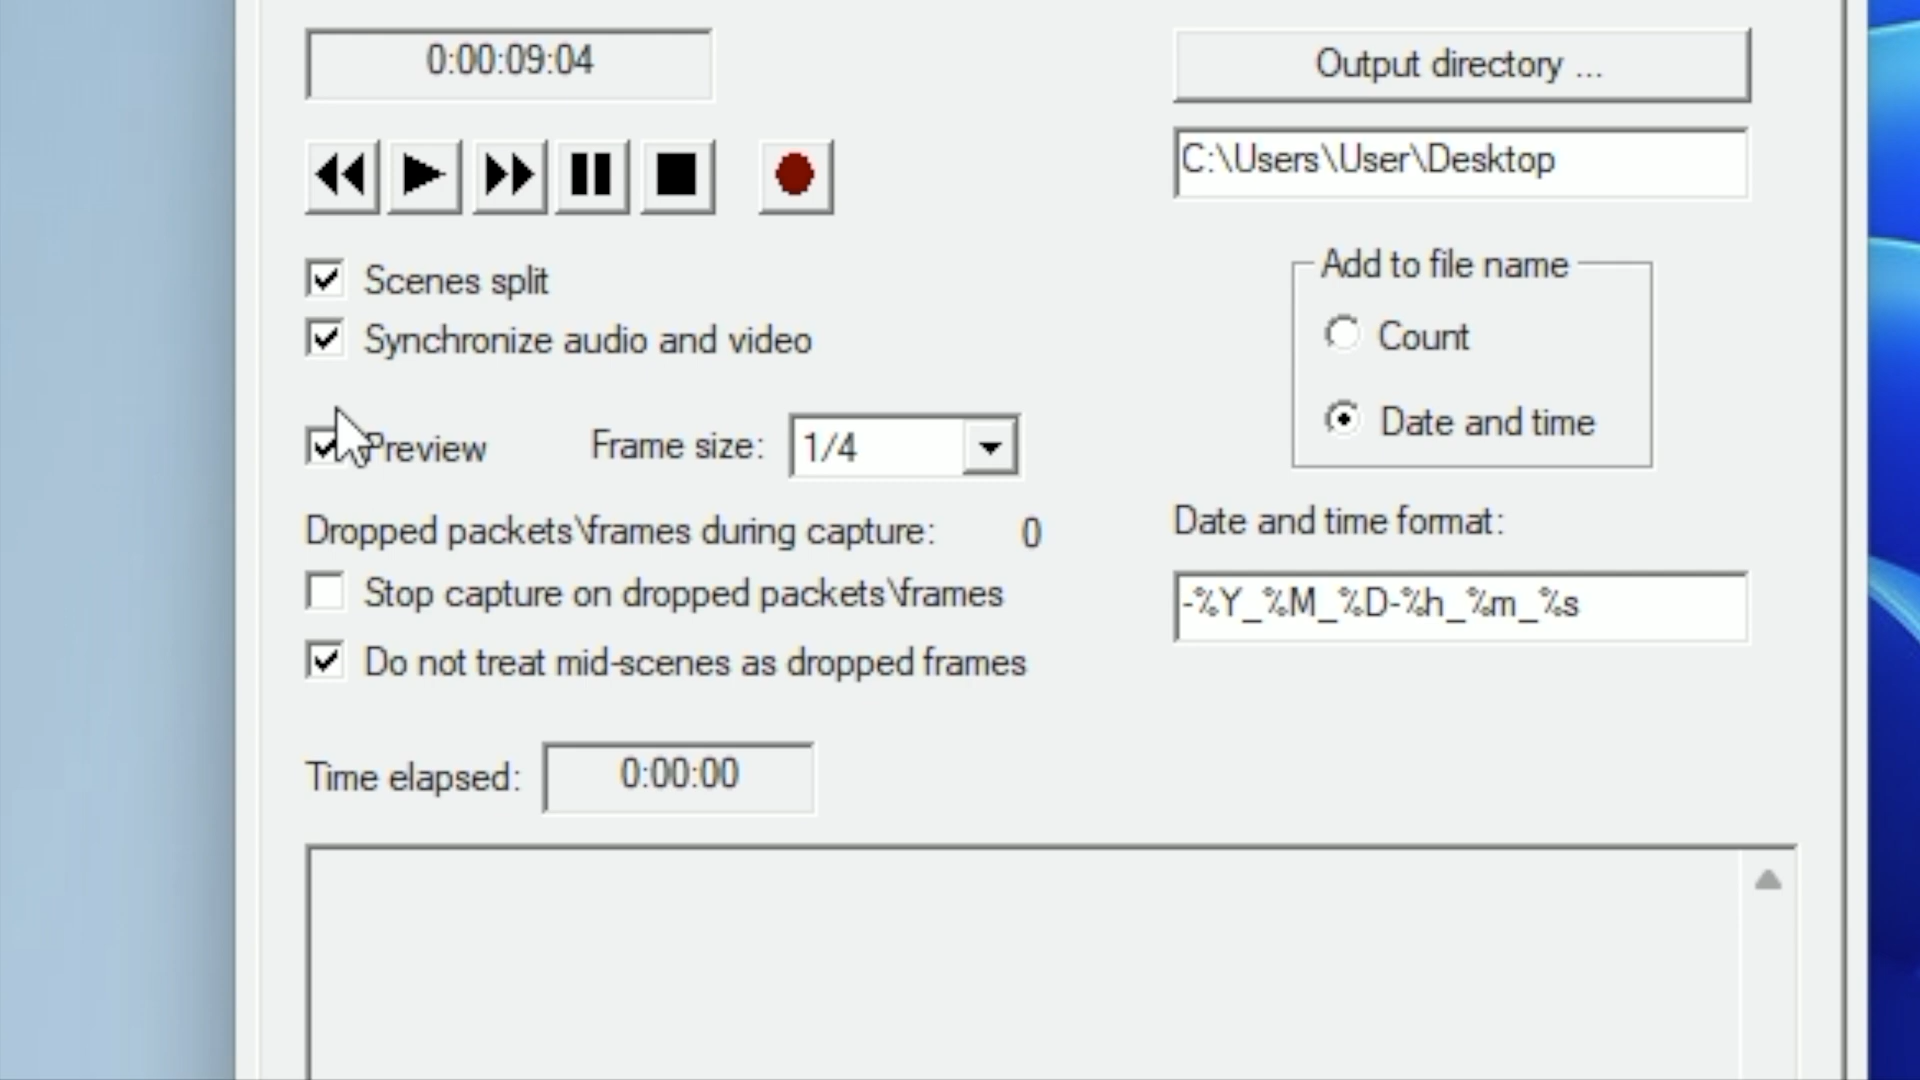 0:00:09:04
Output directory ...
C:\Users\User\Desktop
Scenes split
Synchronize audio and video
Add to file name
Count
Date and time
Preview
Frame size:
1/4
Dropped packets\frames during capture: 0
Date and time format:
Stop capture on dropped packets\frames
-%Y_%M_%D-%h_%m_%s
Do not treat mid-scenes as dropped frames
Time elapsed:
0:00:00